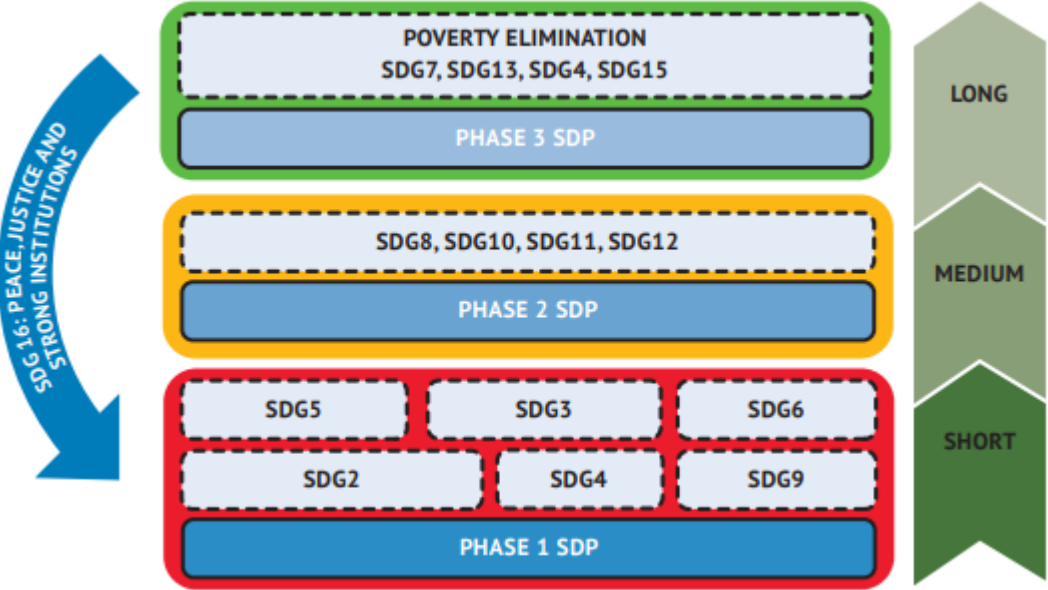 POVERTY ELIMINATION
SDG7, SDG13, SDG4, SDG15
PHASE 3 SDP
LONG
SDG 16: PEACE, JUSTICE AND
STRONG INSTITUTIONS
SDG8, SDG10, SDG11, SDG12
PHASE 2 SDP
MEDIUM
SDG5
SDG3
SDG6
SDG2
SDG4
SDG9
PHASE 1 SDP
SHORT